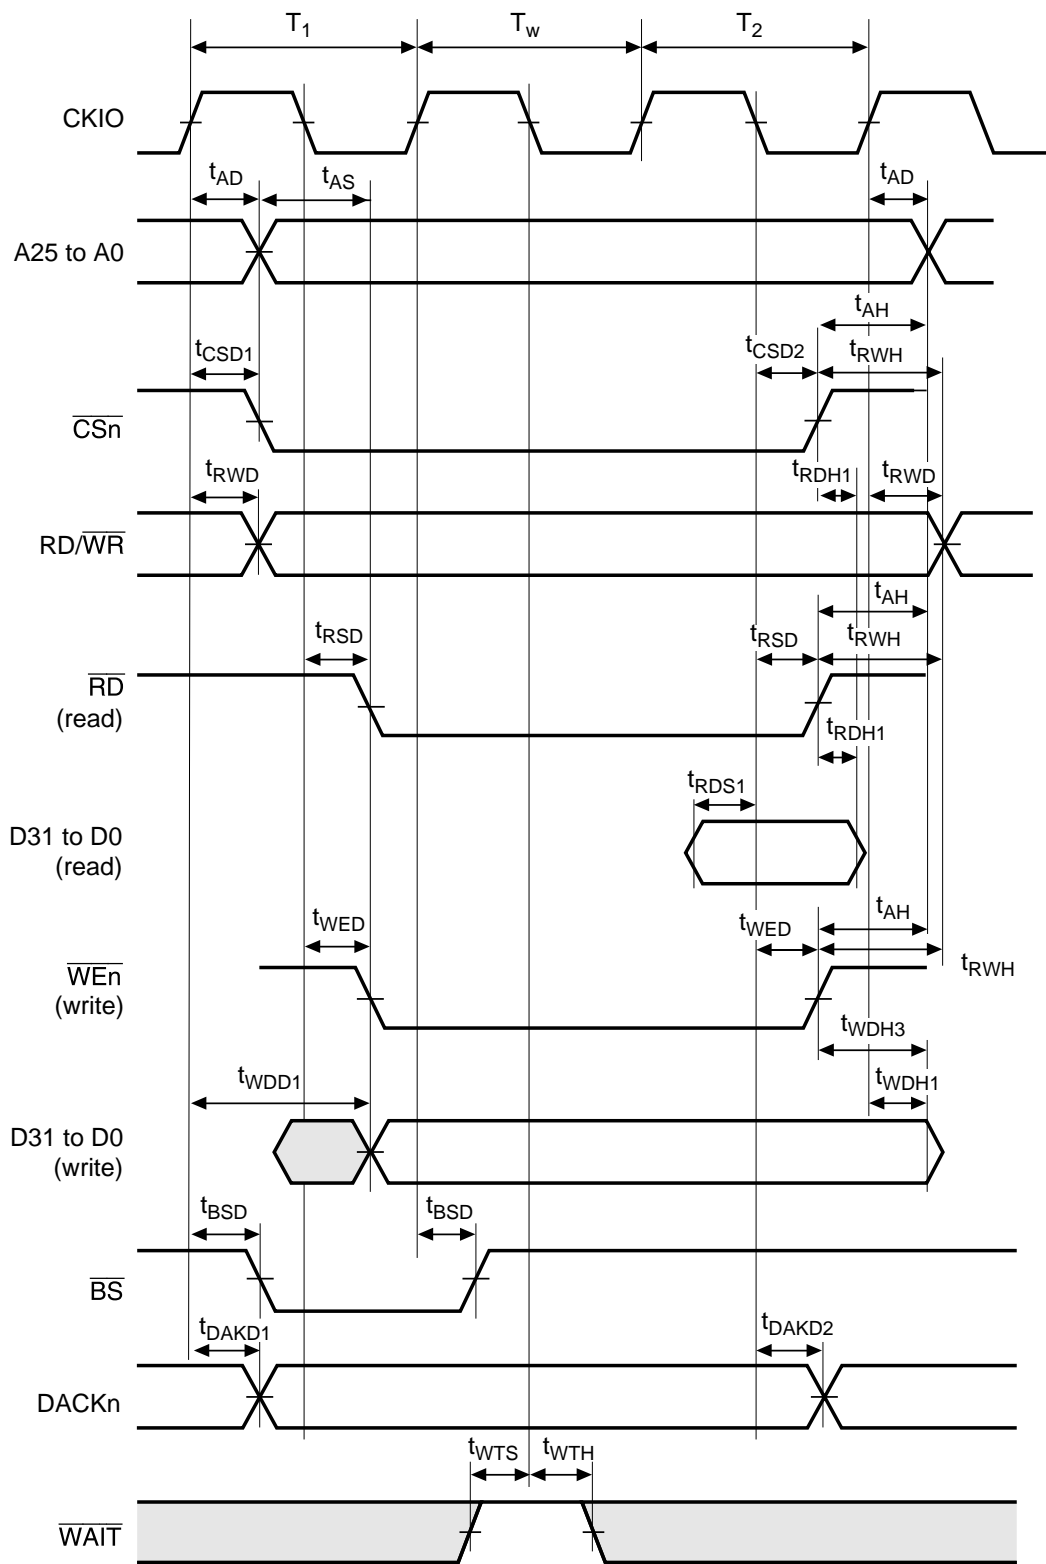 T1 Tw T2
CKIO
tAD tAS tAD
A25 to A0
tAH
tCSD1 tCSD2 tRWH
CSn
tRDH1
tRWD tRWD
RD/WR
tAH
tRSD tRSD tRWH
RD
(read)
tRDH1
tRDS1
D31 to D0
(read)
tAH
tWED tWED
tRWH
WEn
(write)
tWDH3
tWDD1 tWDH1
D31 to D0
(write)
tBSD tBSD
BS
tDAKD1 tDAKD2
DACKn
tWTS tWTH
WAIT